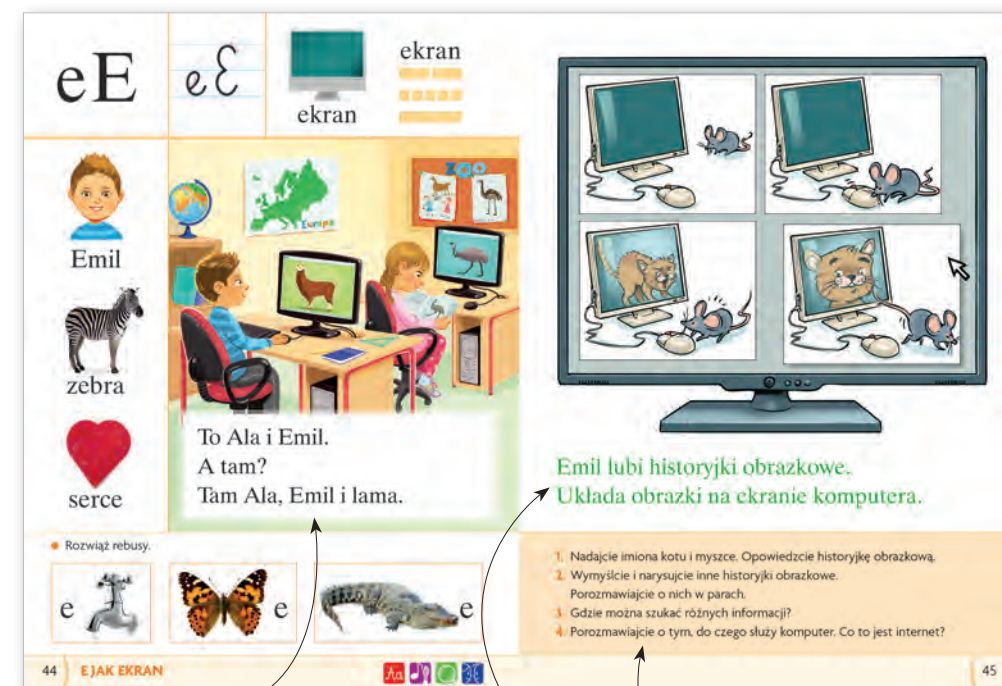 eE
eE
ekran
ekran
Emil
zebra
serce
Europa
ZOO
To Ala i Emil.
A tam?
Tam Ala, Emil i lama.
Rozwiąż rebusy.
e
e
e
44 E JAK EKRAN
Aa
Emil lubi historyjki obrazkowe.
Układa obrazki na ekranie komputera.
1. Nadajcie imiona kotu i myszce. Opowiedzcie historyjkę obrazkową.
2. Wymyślcie i narysujcie inne historyjki obrazkowe.
Porozmawiajcie o nich w parach.
3. Gdzie można szukać różnych informacji?
4. Porozmawiajcie o tym, do czego służy komputer. Co to jest internet?
45